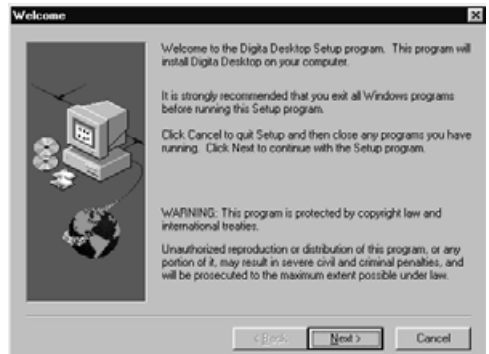 Welcome
Welcome to the Digita Desktop Setup program. This program will
install Digita Desktop on your computer.
It is strongly recommended that you exit all Windows programs
before running this Setup program.
Click Cancel to quit Setup and then close any programs you have
running. Click Next to continue with the Setup program.
WARNING: This program is protected by copyright law and
international treaties.
Unauthorized reproduction or distribution of this program, or any
portion of it, may result in severe civil and criminal penalties, and
will be prosecuted to the maximum extent possible under law.
< Back Next > Cancel